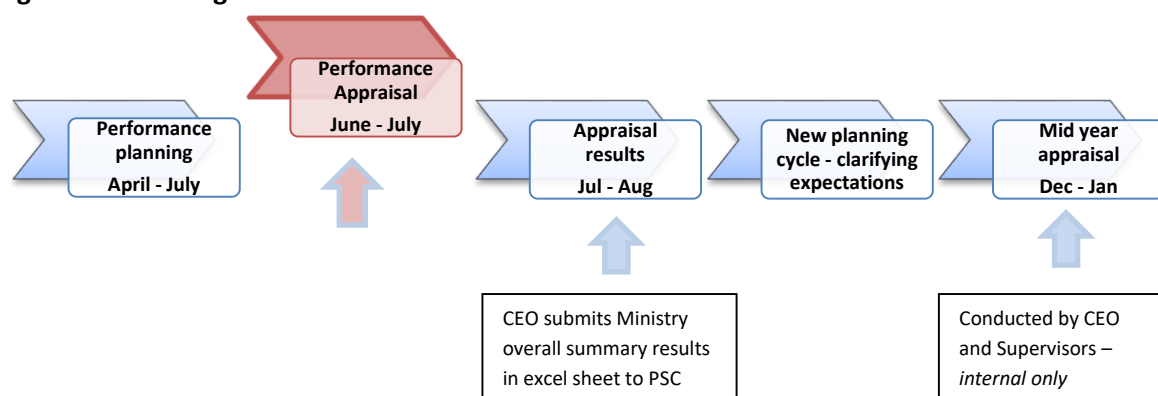 Performance
planning
April - July
Performance
Appraisal
June - July
Appraisal
results
Jul - Aug
New planning
cycle - clarifying
expectations
Mid year
appraisal
Dec - Jan
CEO submits Ministry
overall summary results
in excel sheet to PSC
Conducted by CEO
and Supervisors –
internal only